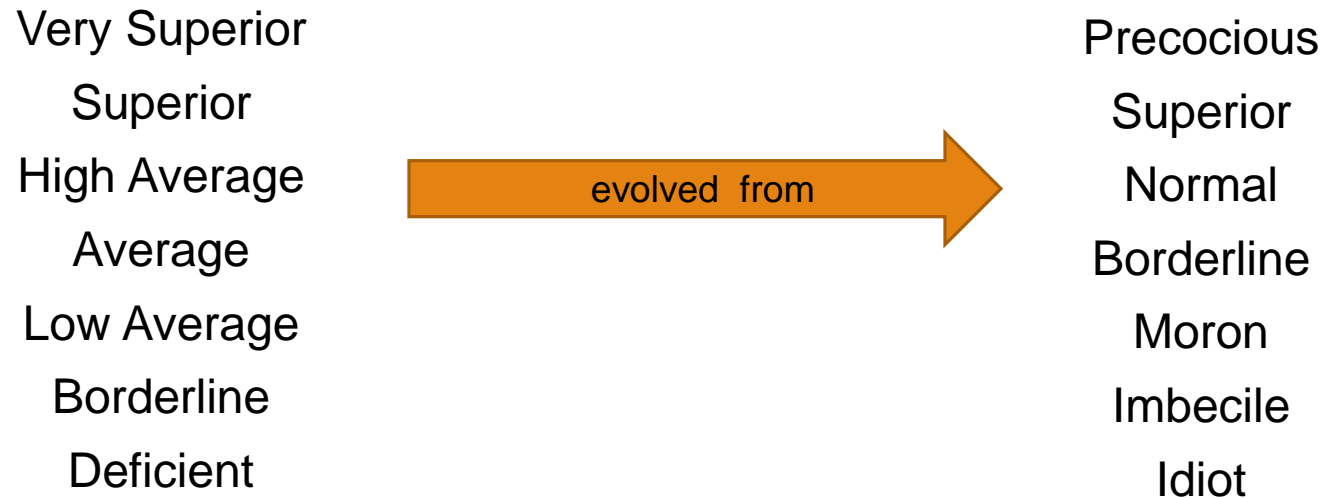 Very Superior
Superior
High Average
Average
Low Average
Borderline
Deficient
evolved from
Precocious
Superior
Normal
Borderline
Moron
Imbecile
Idiot